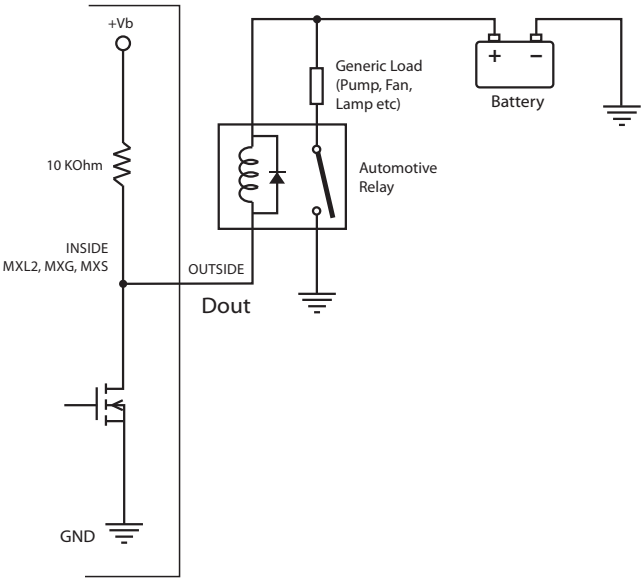 +Vb
Generic Load
(Pump, Fan,
Lamp etc)
+ −
Battery
10 KOhm
Automotive
Relay
INSIDE
MXL2, MXG, MXS
OUTSIDE
Dout
GND